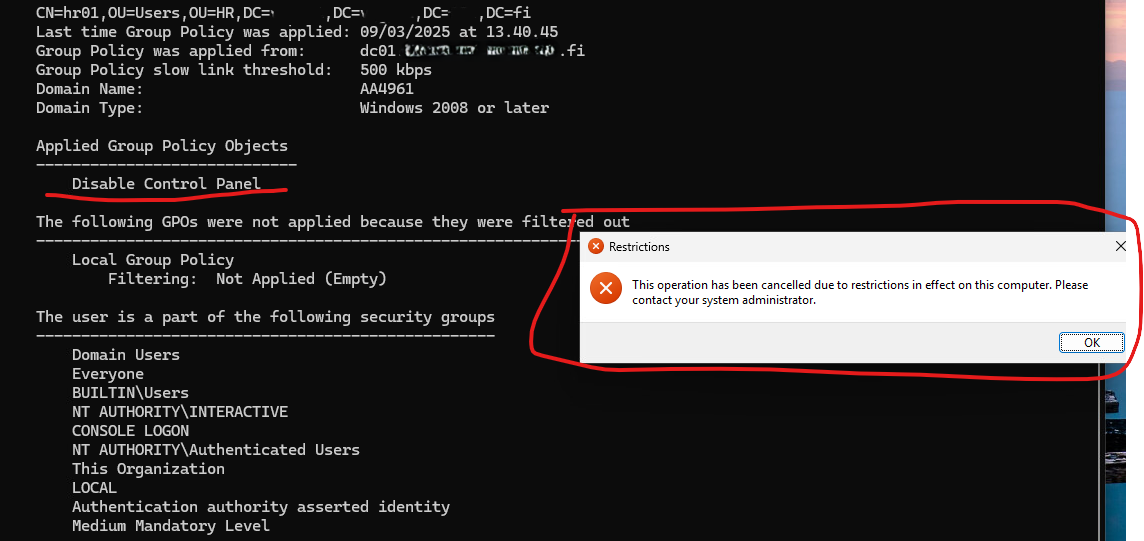 CN=hr01,OU=Users,OU=HR,DC= ,DC= ,DC= ,DC=fi
Last time Group Policy was applied: 09/03/2025 at 13.40.45
Group Policy was applied from: dc01. .fi
Group Policy slow link threshold: 500 kbps
Domain Name: AA4961
Domain Type: Windows 2008 or later
Applied Group Policy Objects
-----------------------------
Disable Control Panel
The following GPOs were not applied because they were filtered out
-------------------------------------------------------------------
Local Group Policy
Filtering: Not Applied (Empty)
The user is a part of the following security groups
---------------------------------------------------
Domain Users
Everyone
BUILTIN\Users
NT AUTHORITY\INTERACTIVE
CONSOLE LOGON
NT AUTHORITY\Authenticated Users
This Organization
LOCAL
Authentication authority asserted identity
Medium Mandatory Level
Restrictions
This operation has been cancelled due to restrictions in effect on this computer. Please
contact your system administrator.
OK